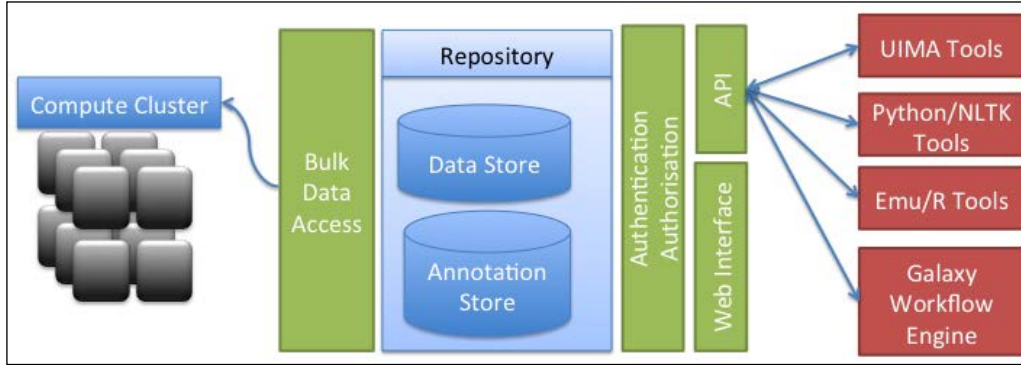 Compute Cluster
Bulk
Data
Access
Repository
Data Store
Annotation
Store
Authentication
Authorisation
API
Web Interface
UIMA Tools
Python/NLTK
Tools
Emu/R Tools
Galaxy
Workflow
Engine